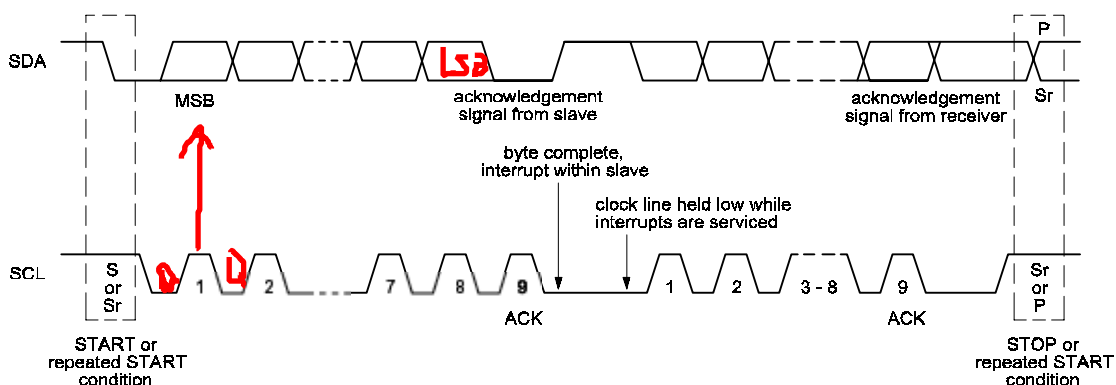 P
SDA
LSB
MSB
acknowledgement
signal from slave
acknowledgement
signal from receiver
Sr
byte complete,
interrupt within slave
clock line held low while
interrupts are serviced
SCL
S
or
Sr
1
2
7
8
9
1
2
3 - 8
9
Sr
or
P
ACK
ACK
START or
repeated START
condition
STOP or
repeated START
condition